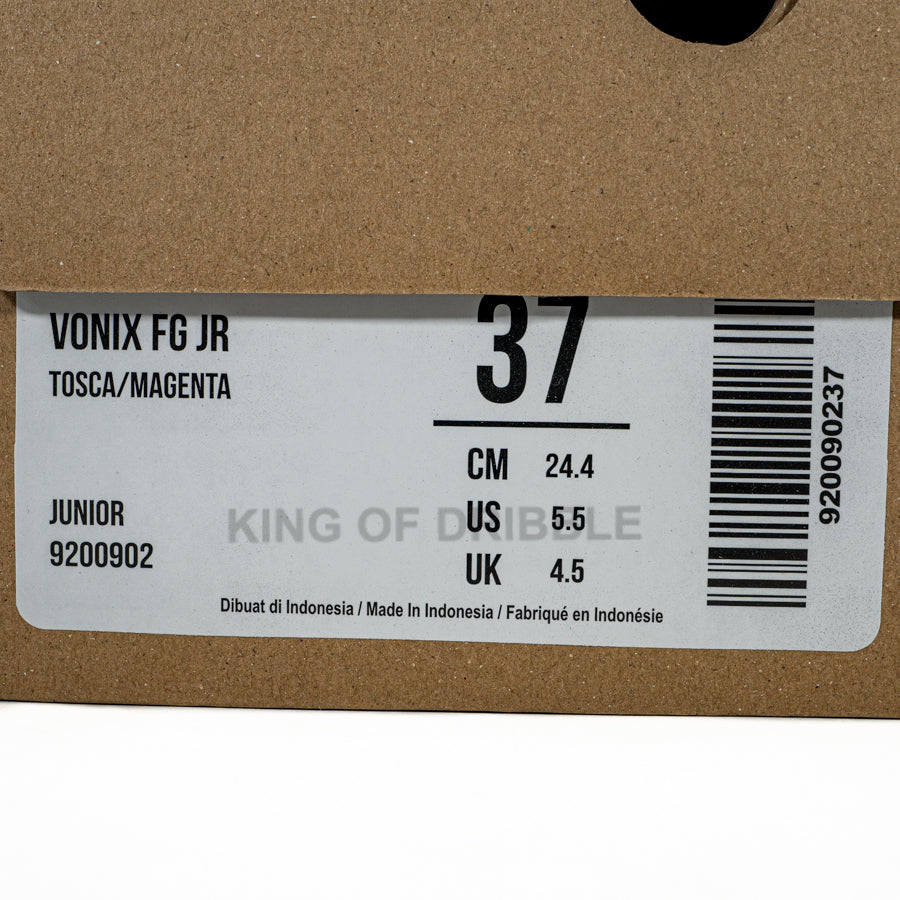 VONIX FG JR
TOSCA/MAGENTA
37
CM 24.4
US 5.5
UK 4.5
JUNIOR
9200902
KING OF DRIBBLE
Dibuat di Indonesia / Made In Indonesia / Fabriqué en Indonésie
920090237